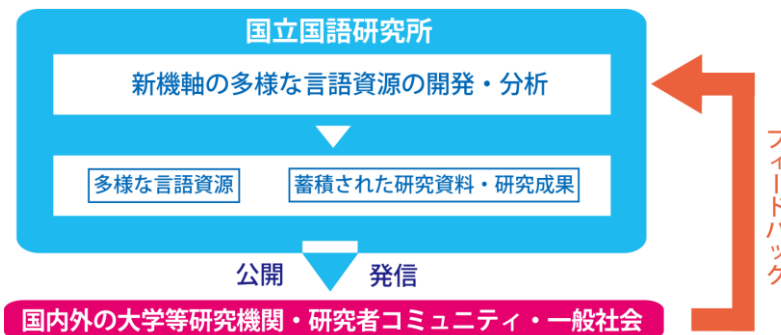 国立国語研究所
新機軸の多様な言語資源の開発・分析
多様な言語資源
蓄積された研究資料・研究成果
公開 発信
国内外の大学等研究機関・研究者コミュニティ・一般社会
フィードバック